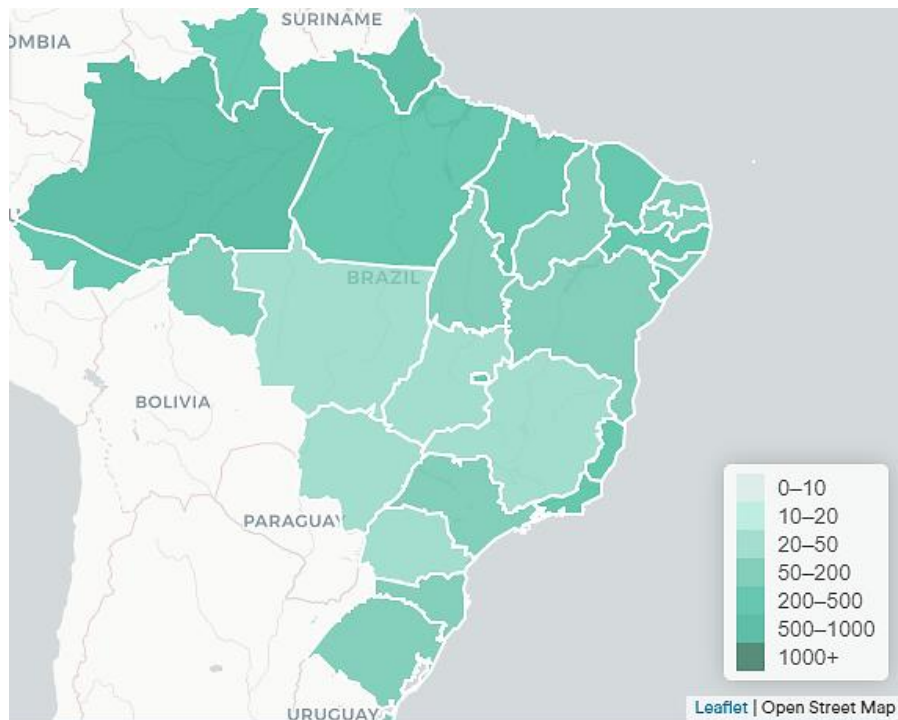 SURINAME
OMBIA
BRAZIL
BOLIVIA
PARAGUAY
URUGUAY
0–10
10–20
20–50
50–200
200–500
500–1000
1000+
Leaflet | Open Street Map